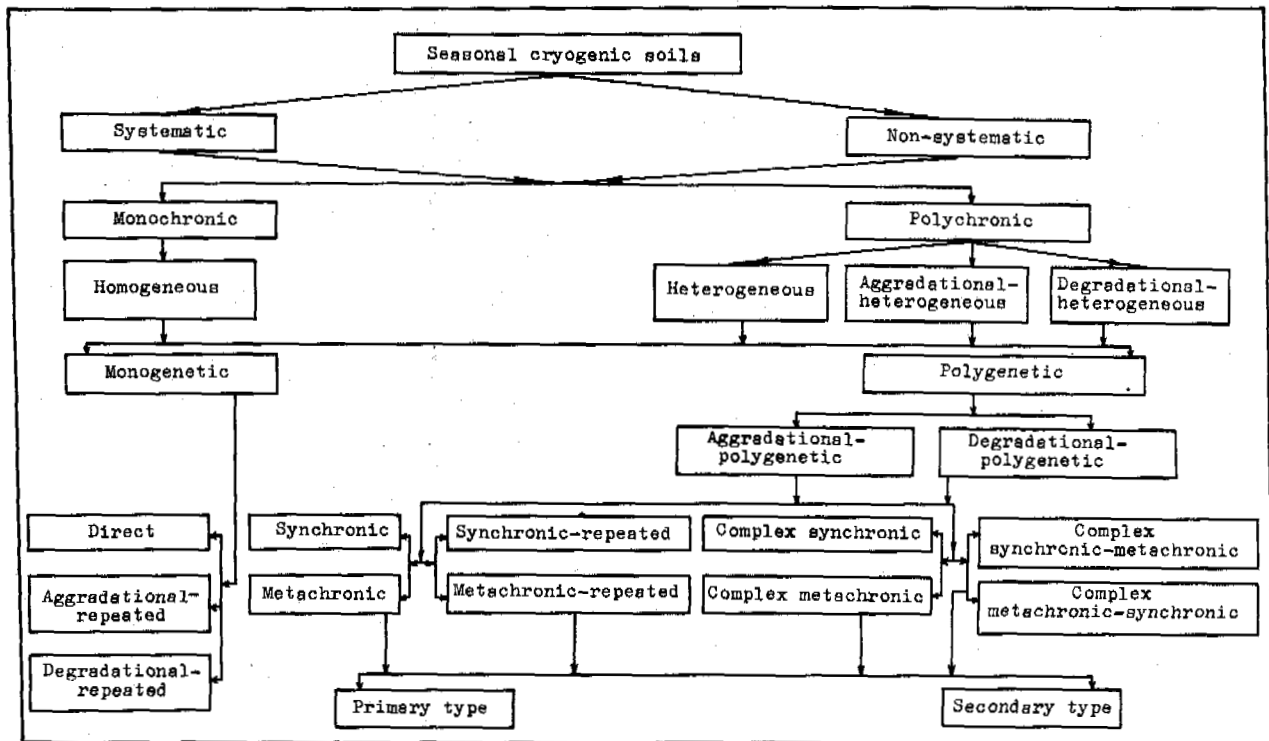 Seasonal cryogenic soils
Systematic
Non-systematic
Monochronic
Polychronic
Homogeneous
Heterogeneous
Aggradational-
heterogeneous
Degradational-
heterogeneous
Monogenetic
Polygenetic
Aggradational-
polygenetic
Degradational-
polygenetic
Direct
Synchronic
Synchronic-repeated
Complex synchronic
Complex
synchronic-metachronic
Aggradational-
repeated
Metachronic
Metachronic-repeated
Complex metachronic
Complex
metachronic-synchronic
Degradational-
repeated
Primary type
Secondary type